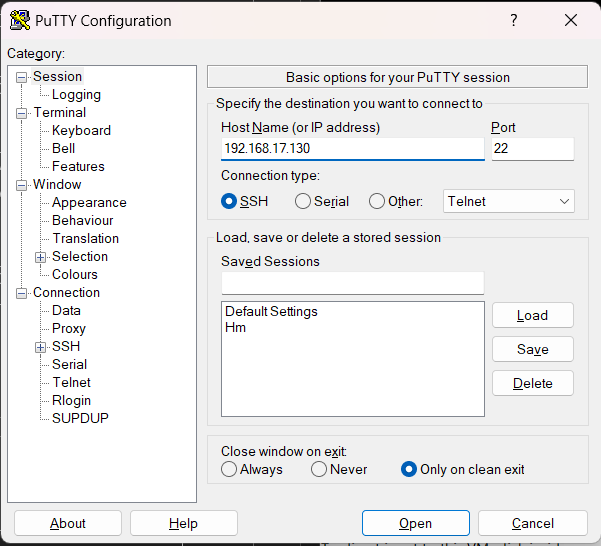 PuTTY Configuration
?
Category:
Session
Logging
Terminal
Keyboard
Bell
Features
Window
Appearance
Behaviour
Translation
Selection
Colours
Connection
Data
Proxy
SSH
Serial
Telnet
Rlogin
SUPDUP
Basic options for your PuTTY session
Specify the destination you want to connect to
Host Name (or IP address) Port
192.168.17.130 22
Connection type:
SSH Serial Other: Telnet
Load, save or delete a stored session
Saved Sessions
Default Settings
Hm
Load
Save
Delete
Close window on exit:
Always Never Only on clean exit
About Help Open Cancel